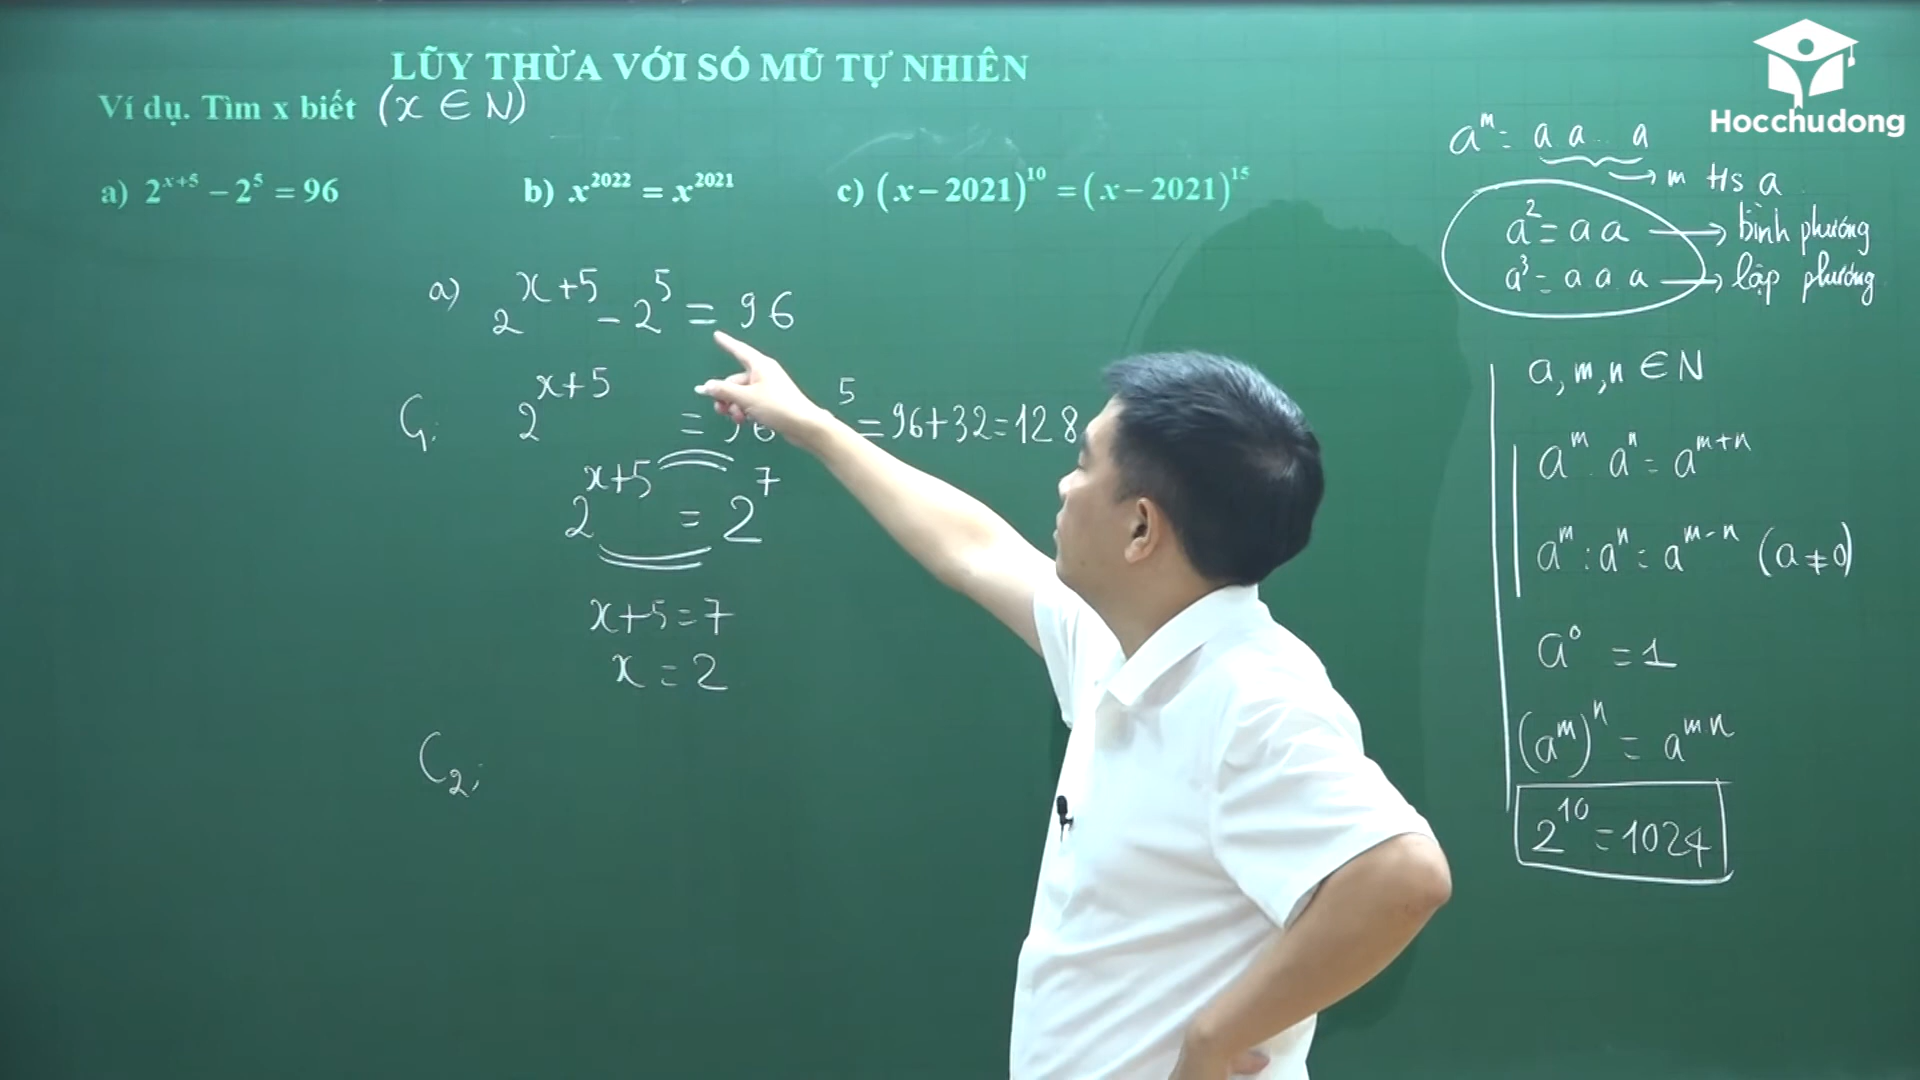 LŨY THỪA VỚI SỐ MŨ TỰ NHIÊN
Ví dụ. Tìm x biết (x ∈ N)
a) 2^{x+5} − 2^5 = 96
b) x^{2022} = x^{2021}
c) (x − 2021)^{10} = (x − 2021)^{15}
a) 2^{x+5} − 2^5 = 96
C1: 2^{x+5} = 96 5 = 96+32=128
2^{x+5} = 2^7
x+5=7
x = 2
C2:
Hocchudong
a^m = a a ... a
m Hs a
a^2 = a a → bình phương
a^3 = a.a.a → lập phương
a, m, n ∈ N
a^m . a^n = a^{m+n}
a^m : a^n = a^{m-n} (a ≠ 0)
a^0 = 1
(a^m)^n = a^{m.n}
2^{10} = 1024